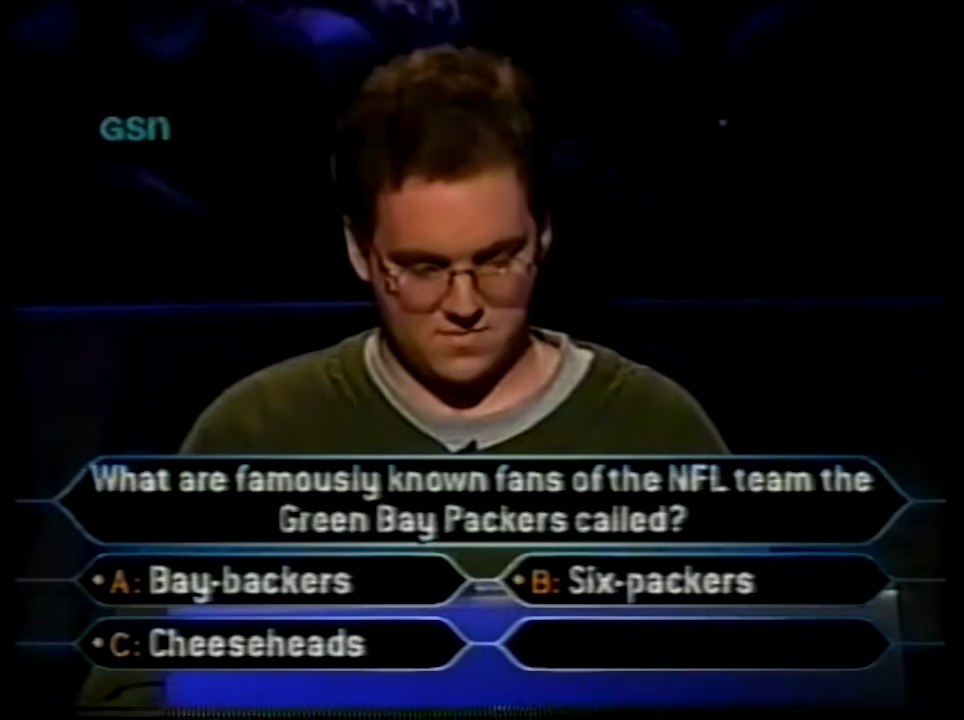 GSN
What are famously known fans of the NFL team the
Green Bay Packers called?
• A: Bay-backers
• B: Six-packers
• C: Cheeseheads